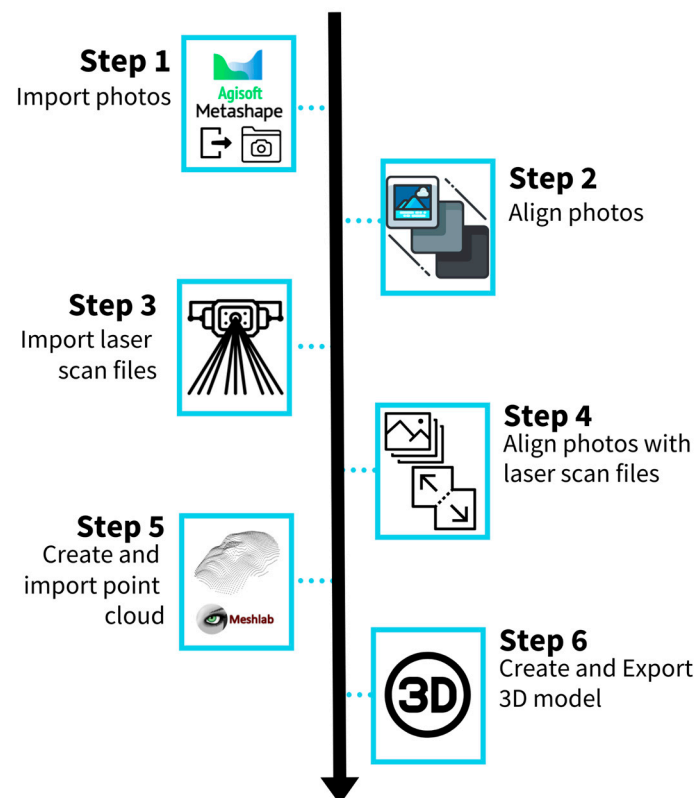 Step 1
Import photos
Agisoft
Metashape
Step 2
Align photos
Step 3
Import laser
scan files
Step 4
Align photos with
laser scan files
Step 5
Create and
import point
cloud
Meshlab
Step 6
Create and Export
3D model
3D